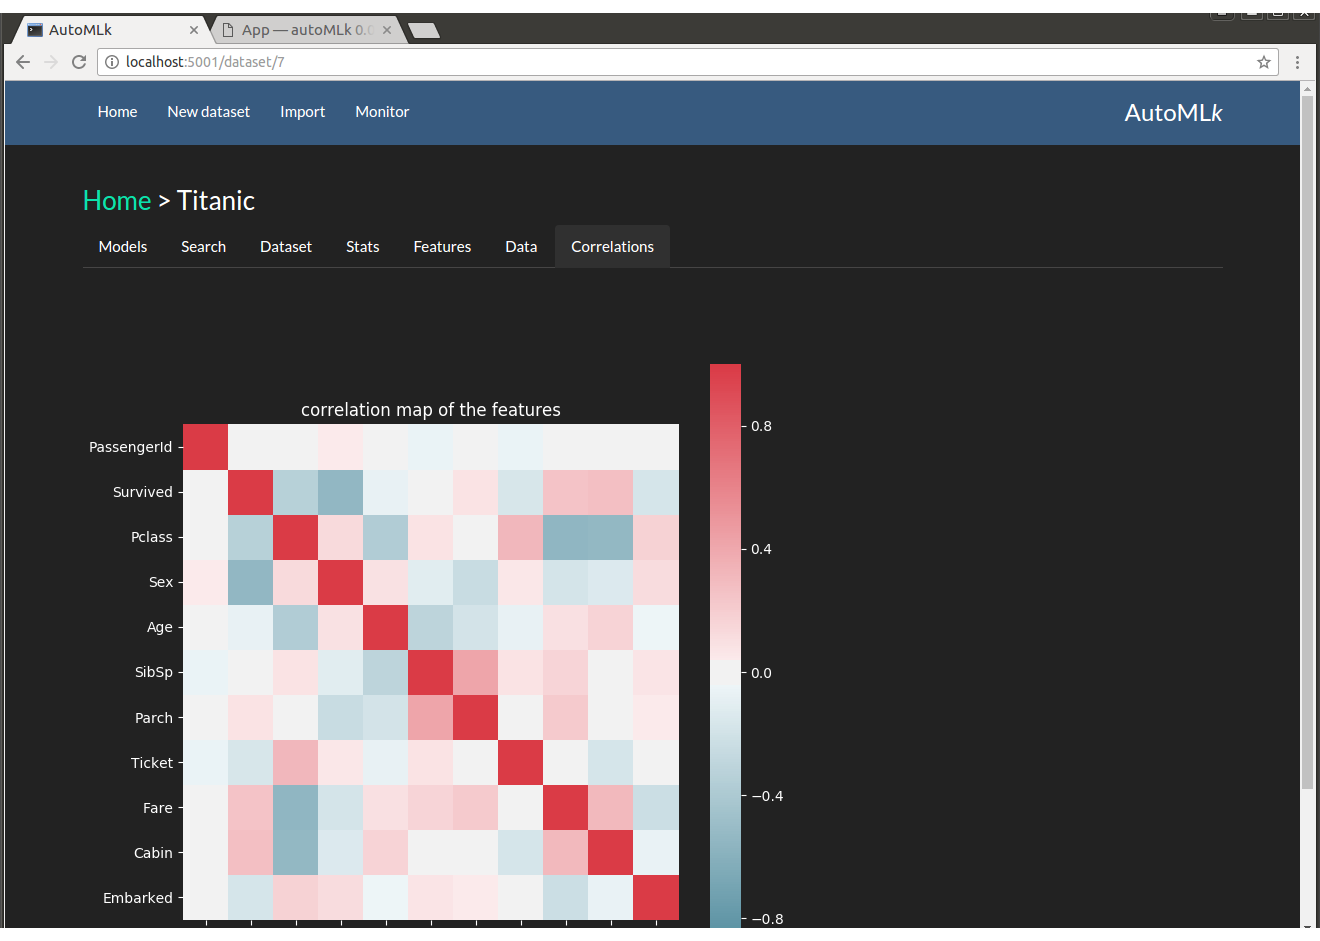 AutoMLk
App — autoMLk 0.0
localhost:5001/dataset/7
Home New dataset Import Monitor AutoMLk
Home > Titanic
Models Search Dataset Stats Features Data Correlations
correlation map of the features
PassengerId
Survived
Pclass
Sex
Age
SibSp
Parch
Ticket
Fare
Cabin
Embarked
0.8
0.4
0.0
−0.4
−0.8